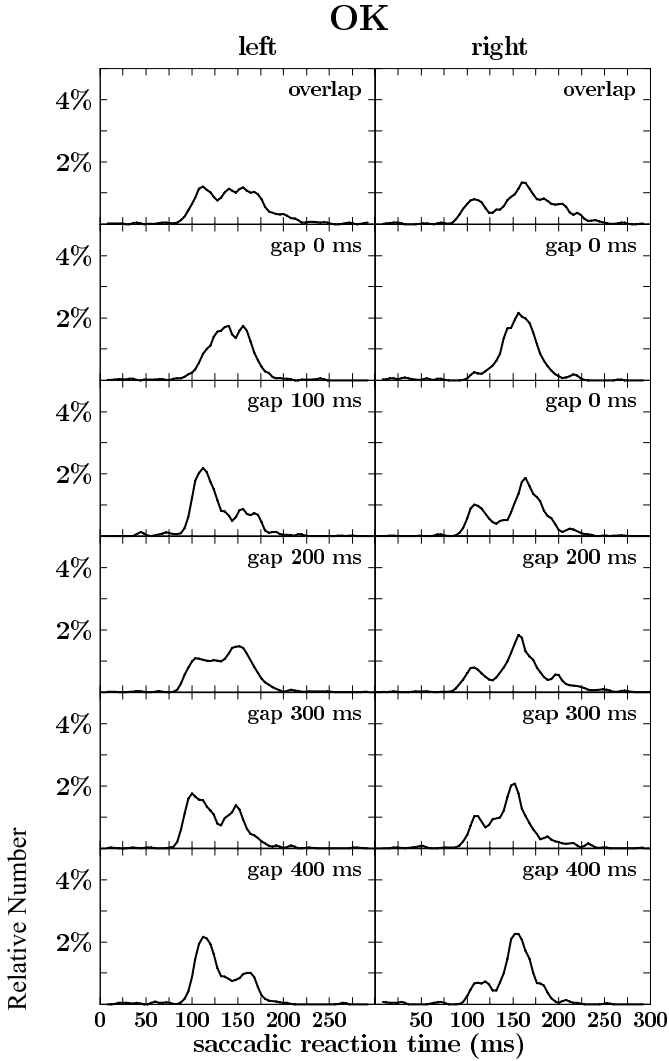 OK
left right
overlap overlap
4%
2%
gap 0 ms gap 0 ms
4%
2%
gap 100 ms gap 0 ms
4%
2%
gap 200 ms gap 200 ms
4%
2%
gap 300 ms gap 300 ms
4%
2%
gap 400 ms gap 400 ms
4%
2%
Relative Number
0 50 100 150 200 250 50 100 150 200 250 300
saccadic reaction time (ms)